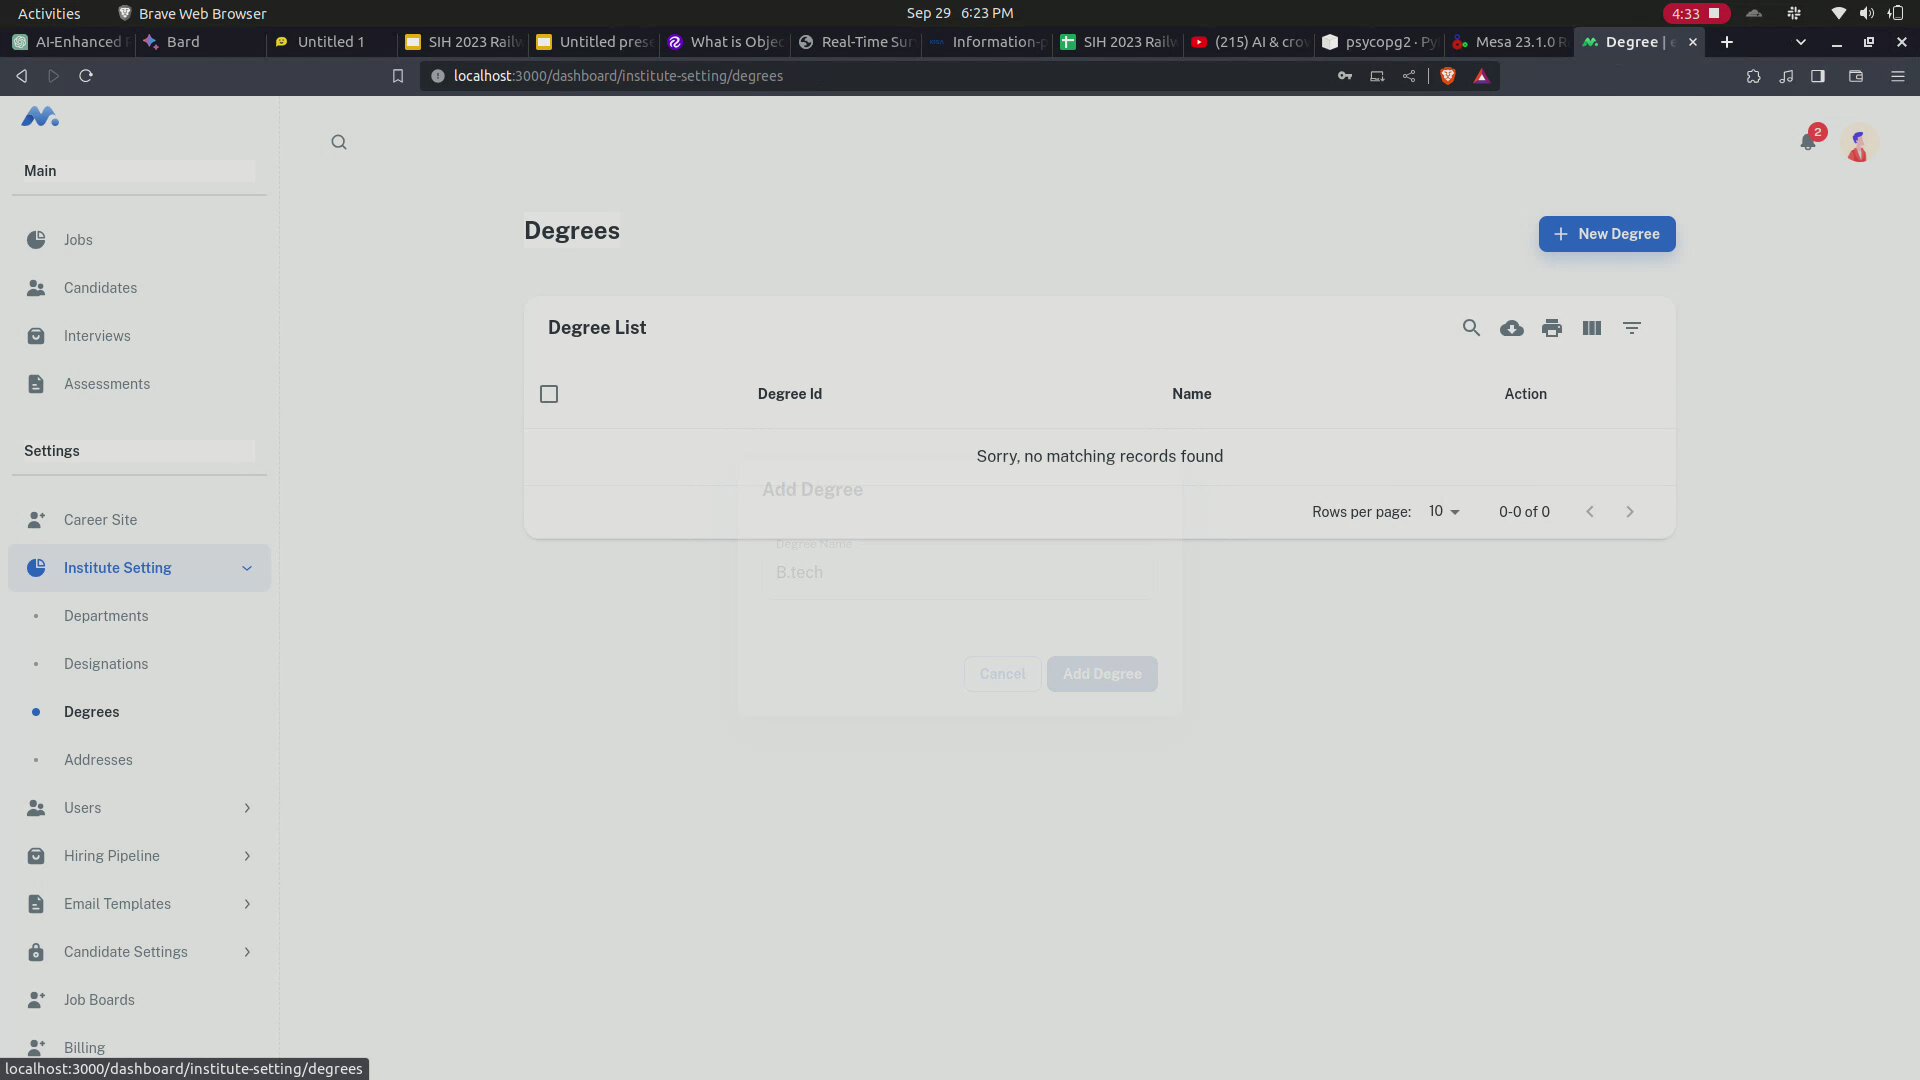 Activities
Brave Web Browser
Sep 29 6:23 PM
4:33
AI-Enhanced
Bard
Untitled 1
SIH 2023 Railw
Untitled prese
What is Objec
Real-Time Sur
Information-p
SIH 2023 Railw
(215) AI & crov
psycopg2 · Py
Mesa 23.1.0 R
Degree |
localhost:3000/dashboard/institute-setting/degrees
2
Main
Jobs
Candidates
Interviews
Assessments
Settings
Career Site
Institute Setting
Departments
Designations
Degrees
Addresses
Users
Hiring Pipeline
Email Templates
Candidate Settings
Job Boards
Billing
Degrees
New Degree
Degree List
Degree Id
Name
Action
Sorry, no matching records found
Rows per page:
10
0-0 of 0
Add Degree
Degree Name
B.tech
Cancel
Add Degree
localhost:3000/dashboard/institute-setting/degrees